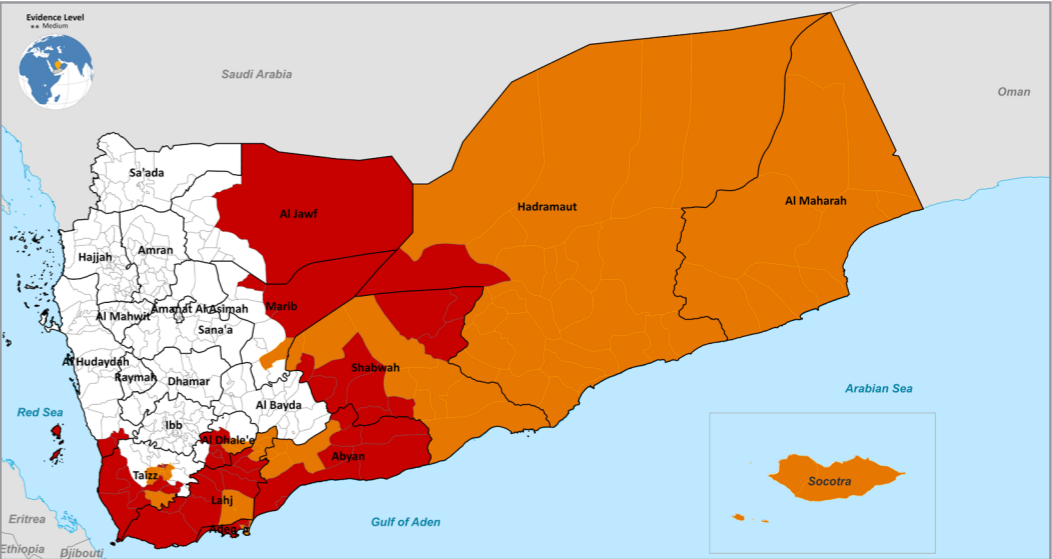 Evidence Level
** Medium
Saudi Arabia
Oman
Sa'ada
Al Jawf
Hadramaut
Al Maharah
Hajjah
Amran
Marib
Amanat Al Asimah
Al Mahwit
Sana'a
Al Hudaydah
Raymah
Dhamar
Shabwah
Al Bayda
Arabian Sea
Red Sea
Ibb
Al Dhale'e
Abyan
Taizz
Socotra
Lahj
Gulf of Aden
Eritrea
Ethiopia
Djibouti